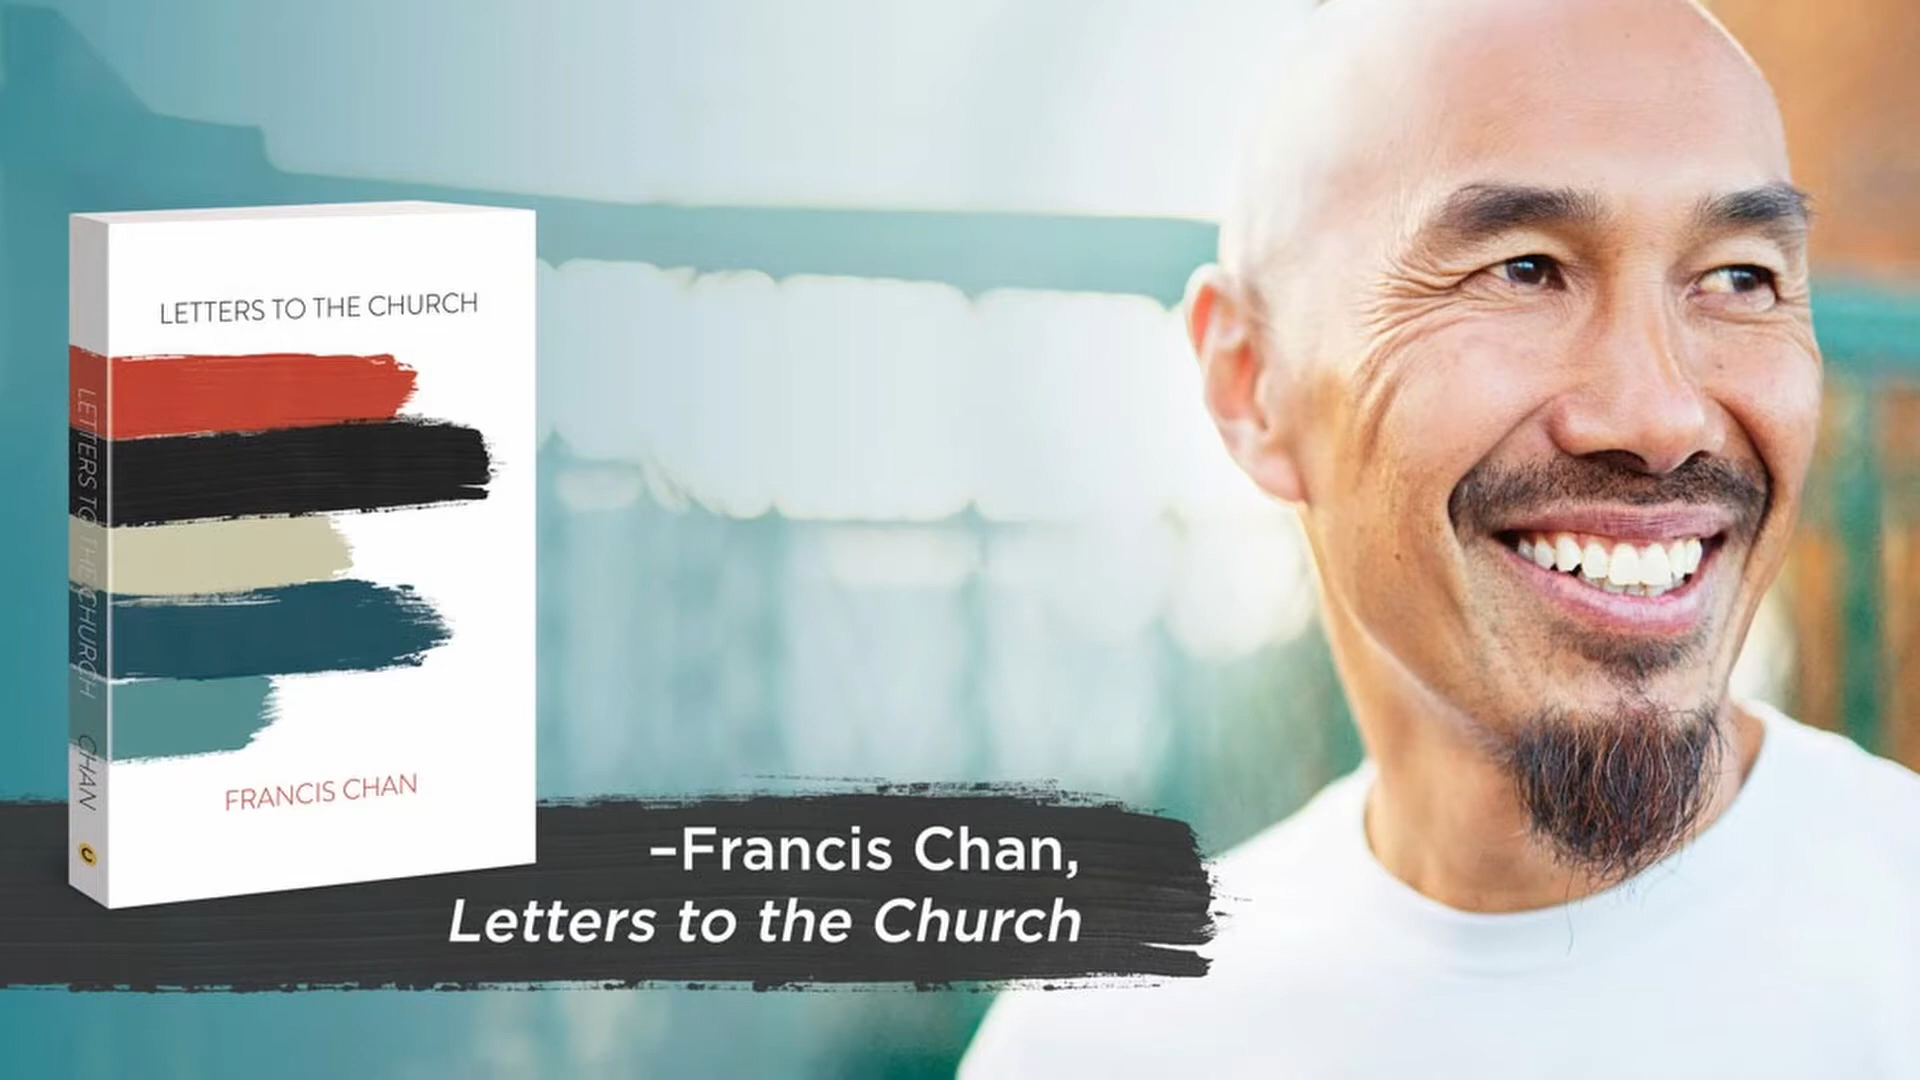 LETTERS TO THE CHURCH
LETTERS TO THE CHURCH CHAN
C
FRANCIS CHAN
–Francis Chan,
Letters to the Church